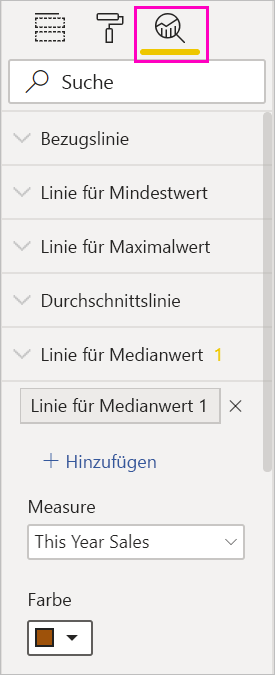 Suche
Bezugslinie
Linie für Mindestwert
Linie für Maximalwert
Durchschnittslinie
Linie für Medianwert 1
Linie für Medianwert 1
Hinzufügen
Measure
This Year Sales
Farbe